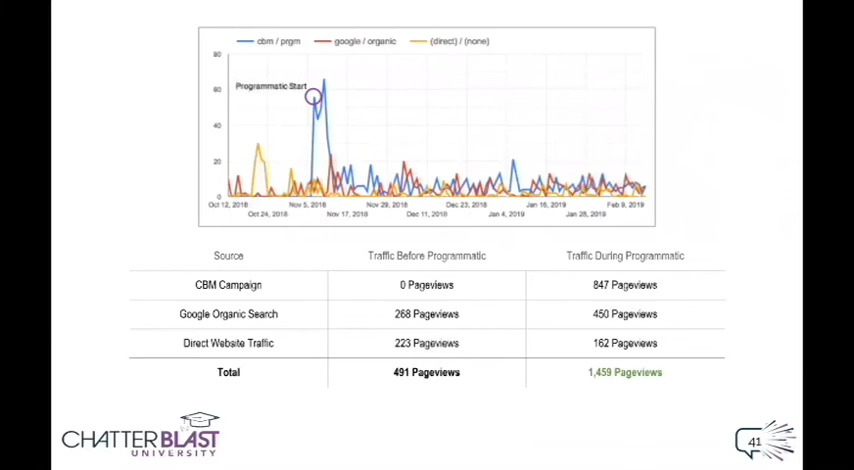 cbm / prgm google / organic (direct) / (none)
80
Programmatic Start
60
40
20
0
Oct 12, 2018 Nov 5, 2018 Nov 29, 2018 Dec 23, 2018 Jan 16, 2019 Feb 9, 2019
Oct 24, 2018 Nov 17, 2018 Dec 11, 2018 Jan 4, 2019 Jan 28, 2019
Source Traffic Before Programmatic Traffic During Programmatic
CBM Campaign 0 Pageviews 847 Pageviews
Google Organic Search 268 Pageviews 450 Pageviews
Direct Website Traffic 223 Pageviews 162 Pageviews
Total 491 Pageviews 1,459 Pageviews
CHATTERBLAST
UNIVERSITY
41